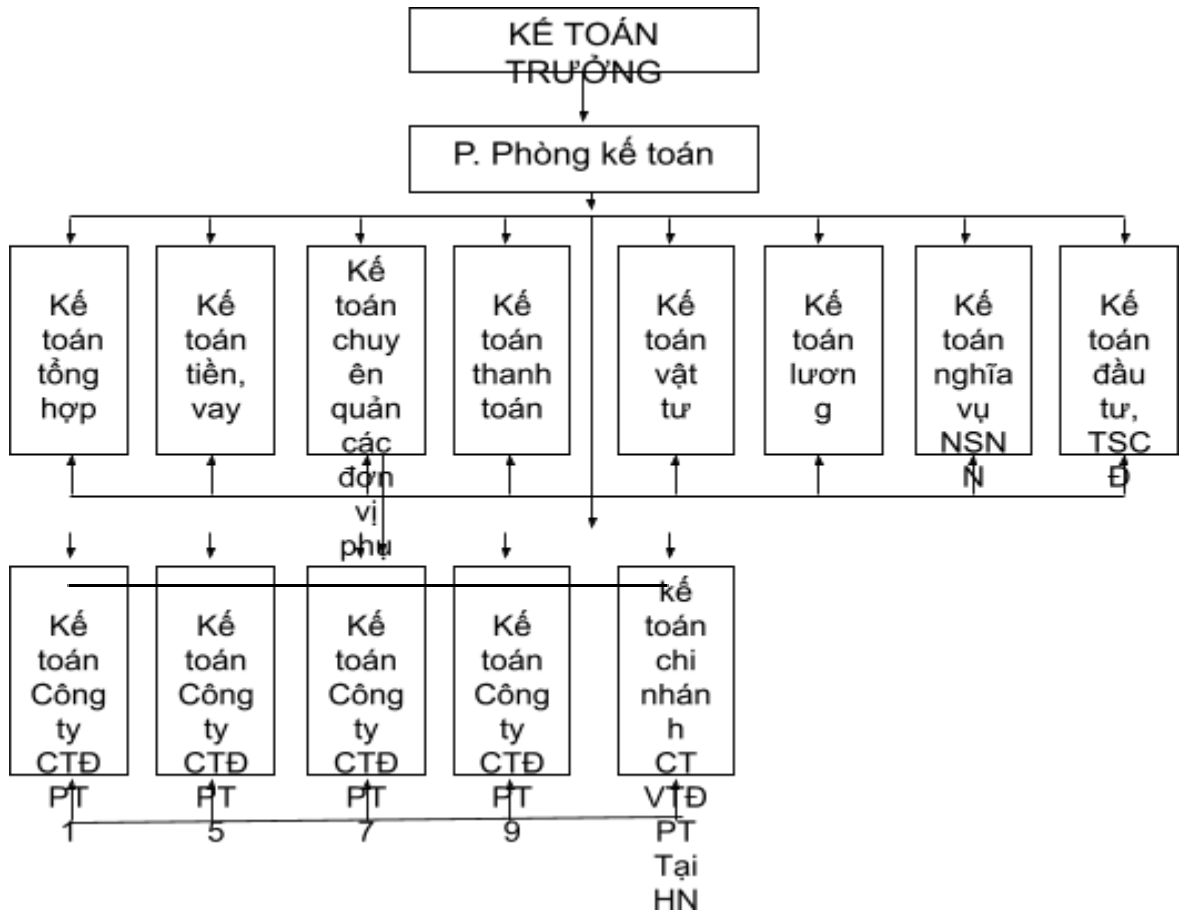 KẾ TOÁN
TRƯỞNG
P. Phòng kế toán
Kế
toán
tổng
hợp
Kế
toán
tiền,
vay
Kế
toán
chuy
ên
quản
các
đơn
vị
phụ
Kế
toán
thanh
toán
Kế
toán
vật
tư
Kế
toán
lươn
g
Kế
toán
nghĩa
vụ
NSN
N
Kế
toán
đầu
tư,
TSC
Đ
Kế
toán
Công
ty
CTĐ
PT
1
Kế
toán
Công
ty
CTĐ
PT
5
Kế
toán
Công
ty
CTĐ
PT
7
Kế
toán
Công
ty
CTĐ
PT
9
kế
toán
chi
nhán
h
CT
VTĐ
PT
Tại
HN